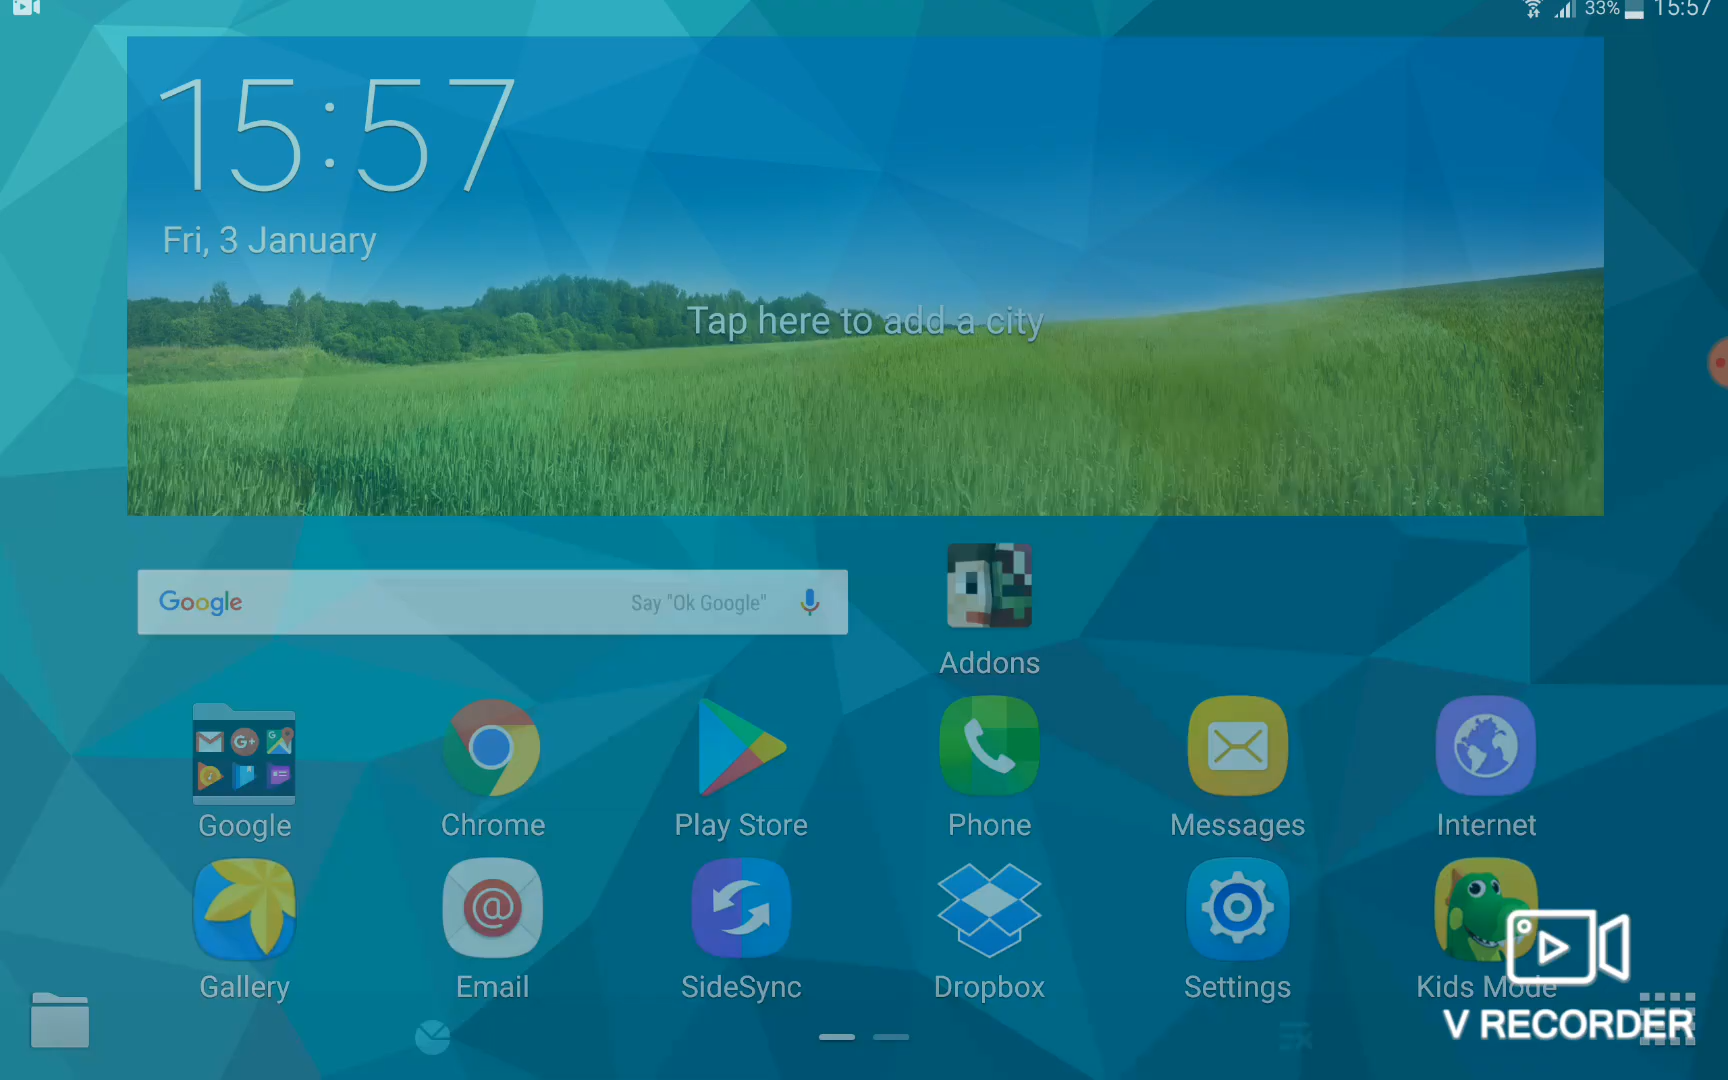 33% 15:57
15:57
Fri, 3 January
Tap here to add a city
Google Say "Ok Google"
Addons
Google Chrome Play Store Phone Messages Internet
Gallery Email SideSync Dropbox Settings Kids Mode
V RECORDER